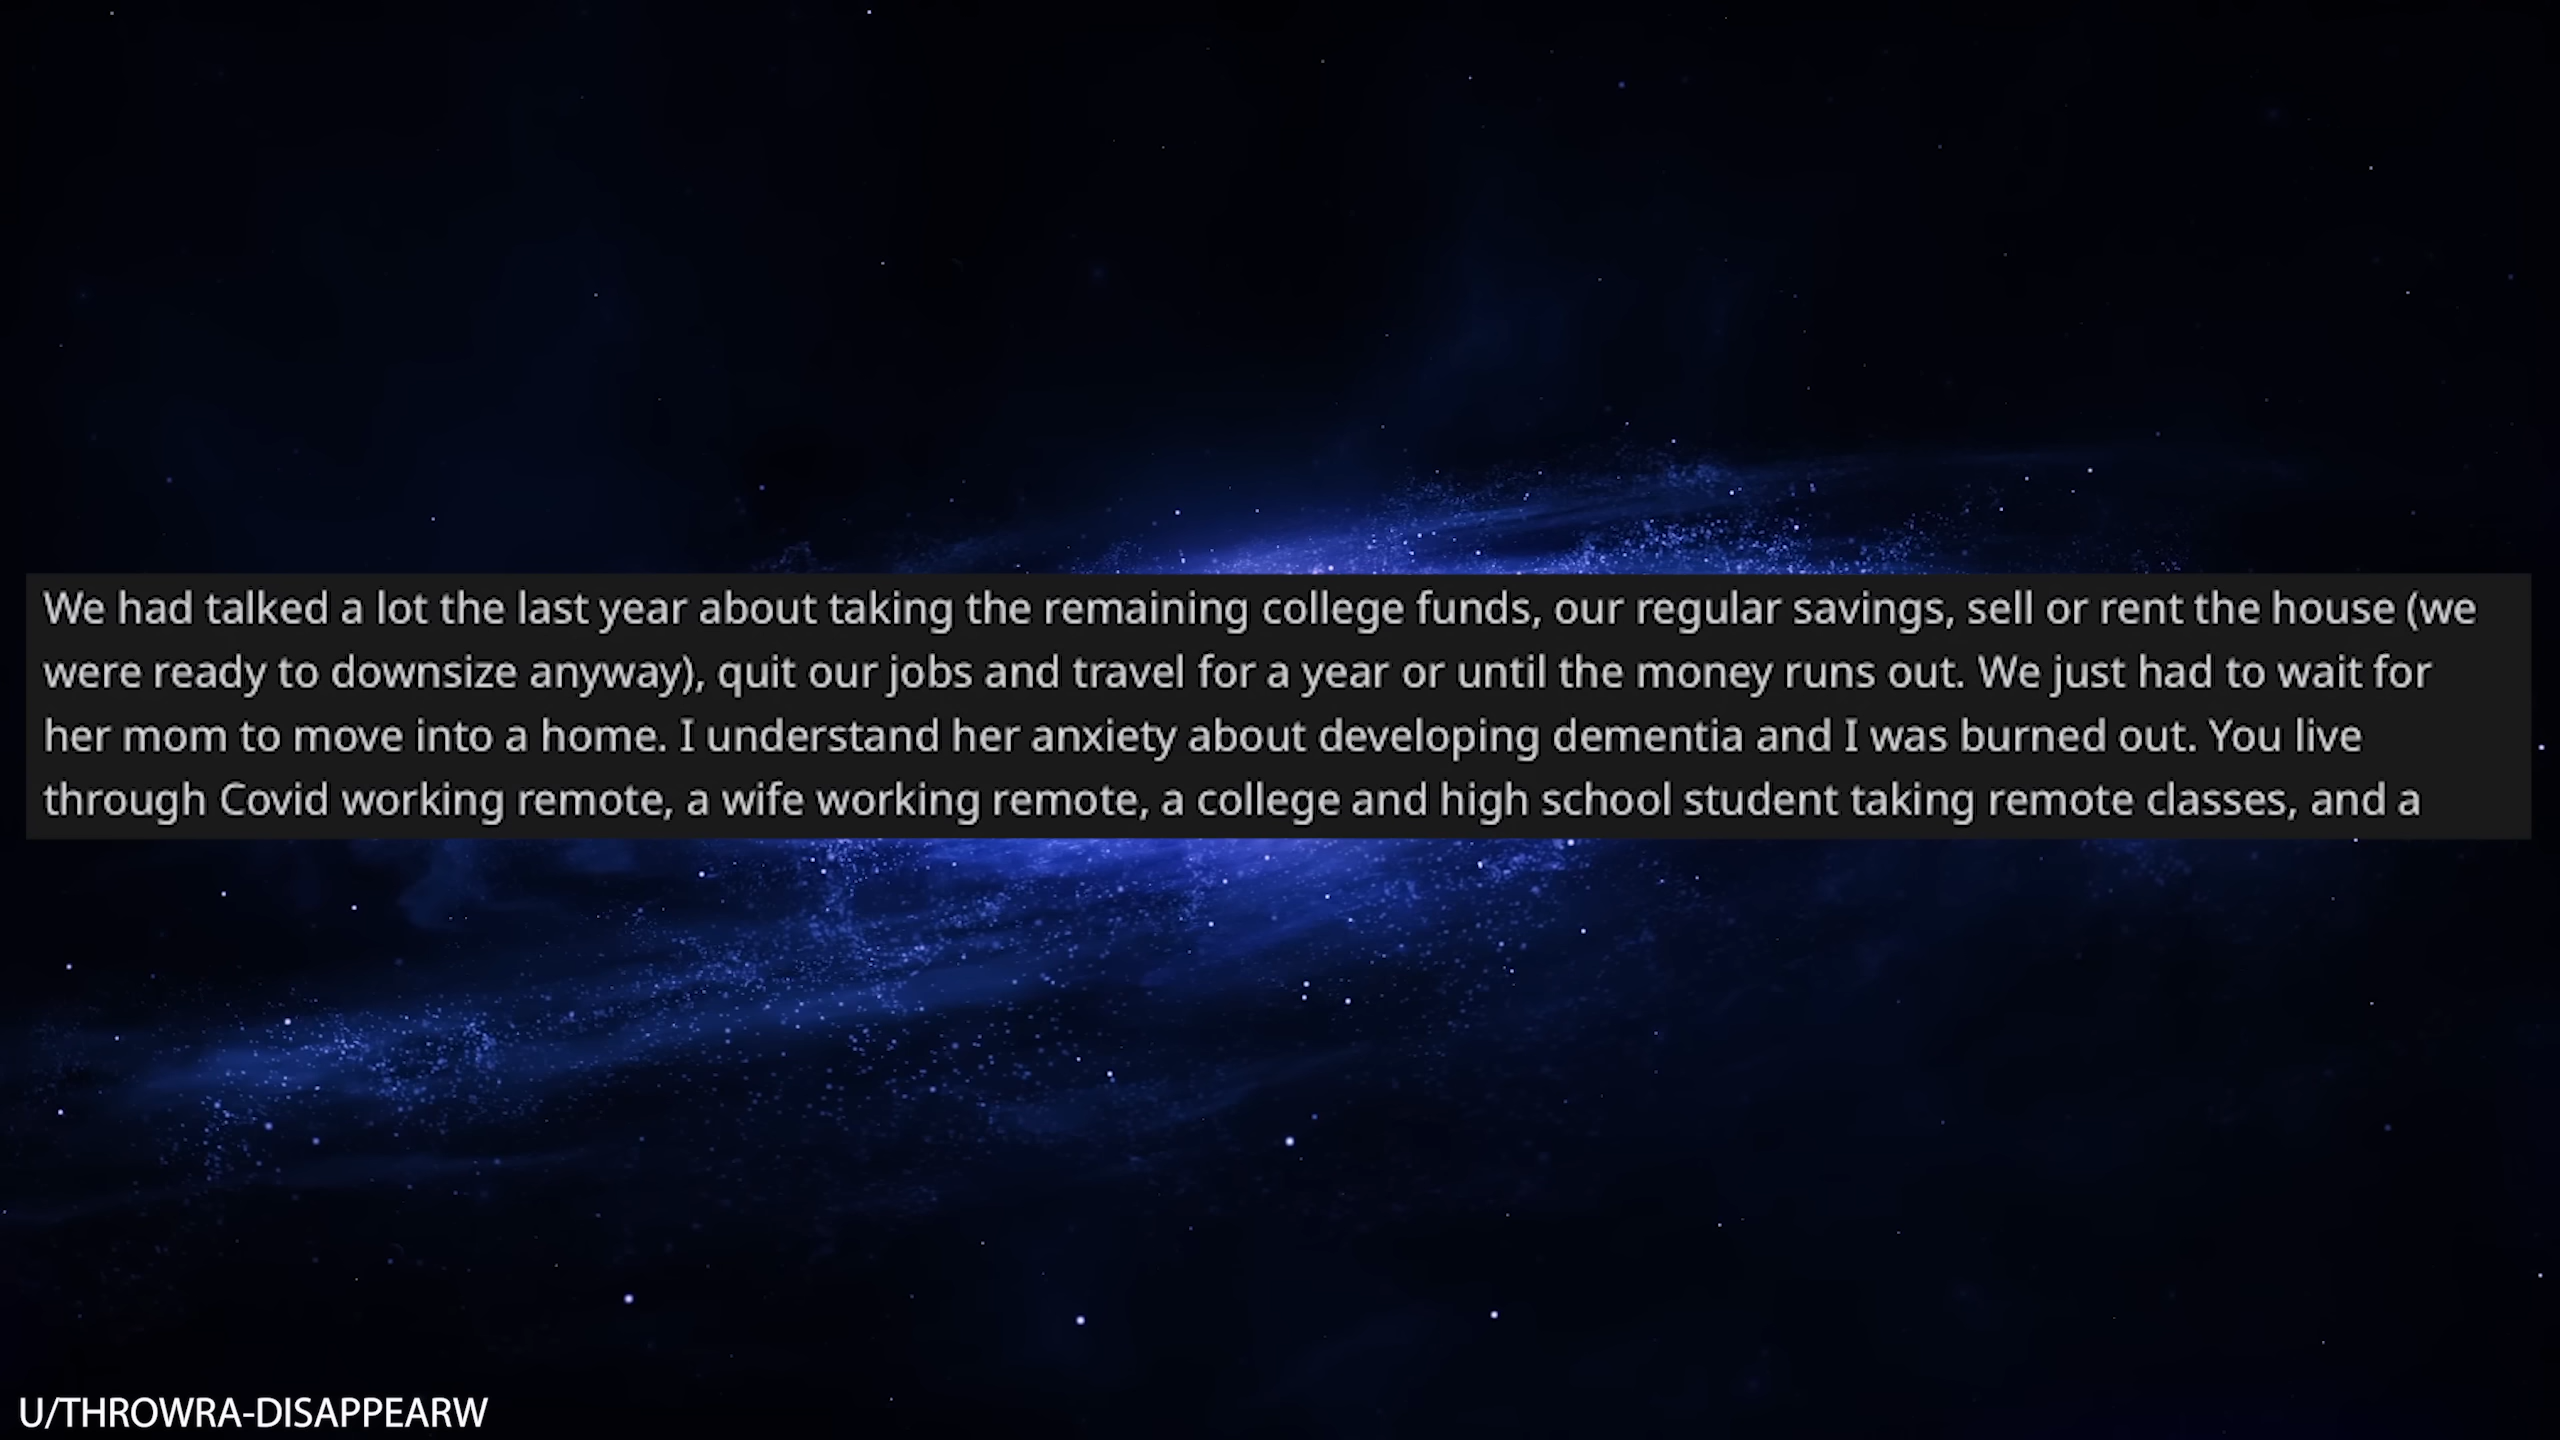 We had talked a lot the last year about taking the remaining college funds, our regular savings, sell or rent the house (we
were ready to downsize anyway), quit our jobs and travel for a year or until the money runs out. We just had to wait for
her mom to move into a home. I understand her anxiety about developing dementia and I was burned out. You live
through Covid working remote, a wife working remote, a college and high school student taking remote classes, and a
U/THROWRA-DISAPPEARW